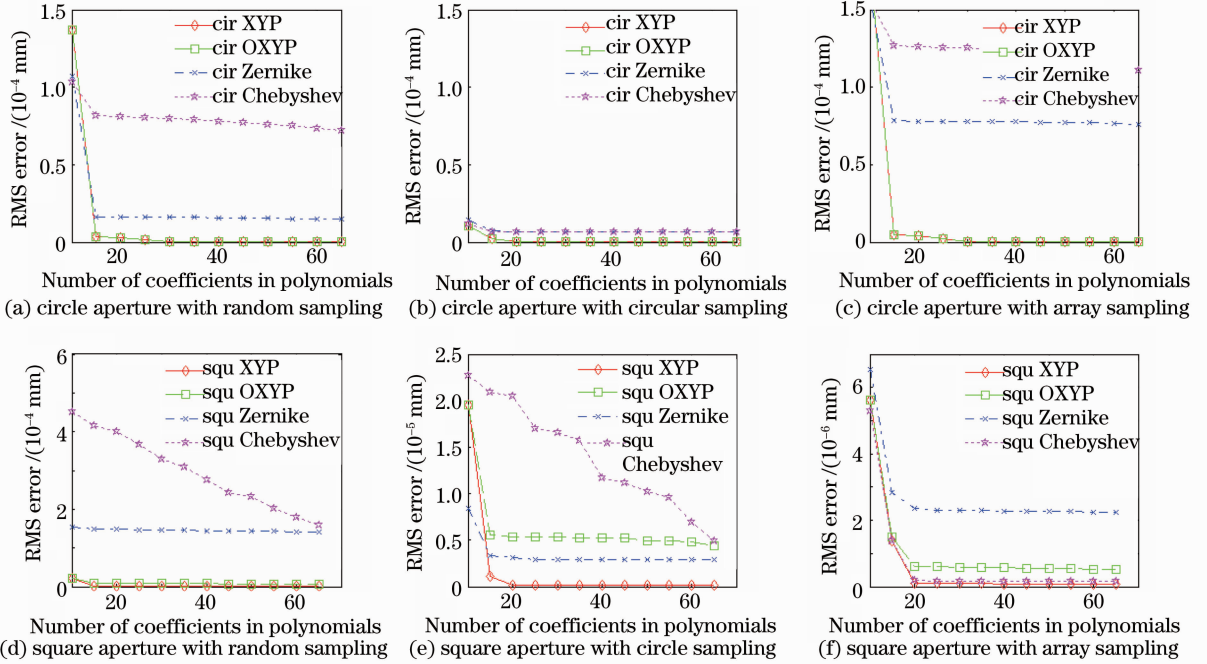 1.5
1.0
0.5
0
RMS error /(10⁻⁴ mm)
cir XYP
cir OXYP
cir Zernike
cir Chebyshev
20
40
60
Number of coefficients in polynomials
(a) circle aperture with random sampling
1.5
1.0
0.5
0
RMS error /(10⁻⁴ mm)
cir XYP
cir OXYP
cir Zernike
cir Chebyshev
20
40
60
Number of coefficients in polynomials
(b) circle aperture with circular sampling
1.5
1.0
0.5
0
RMS error /(10⁻⁴ mm)
cir XYP
cir OXYP
cir Zernike
cir Chebyshev
20
40
60
Number of coefficients in polynomials
(c) circle aperture with array sampling
6
4
2
0
RMS error /(10⁻⁴ mm)
squ XYP
squ OXYP
squ Zernike
squ Chebyshev
20
40
60
Number of coefficients in polynomials
(d) square aperture with random sampling
2.5
2.0
1.5
1.0
0.5
0
RMS error /(10⁻⁵ mm)
squ XYP
squ OXYP
squ Zernike
squ
Chebyshev
20
40
60
Number of coefficients in polynomials
(e) square aperture with circle sampling
6
4
2
0
RMS error /(10⁻⁶ mm)
squ XYP
squ OXYP
squ Zernike
squ Chebyshev
20
40
60
Number of coefficients in polynomials
(f) square aperture with array sampling